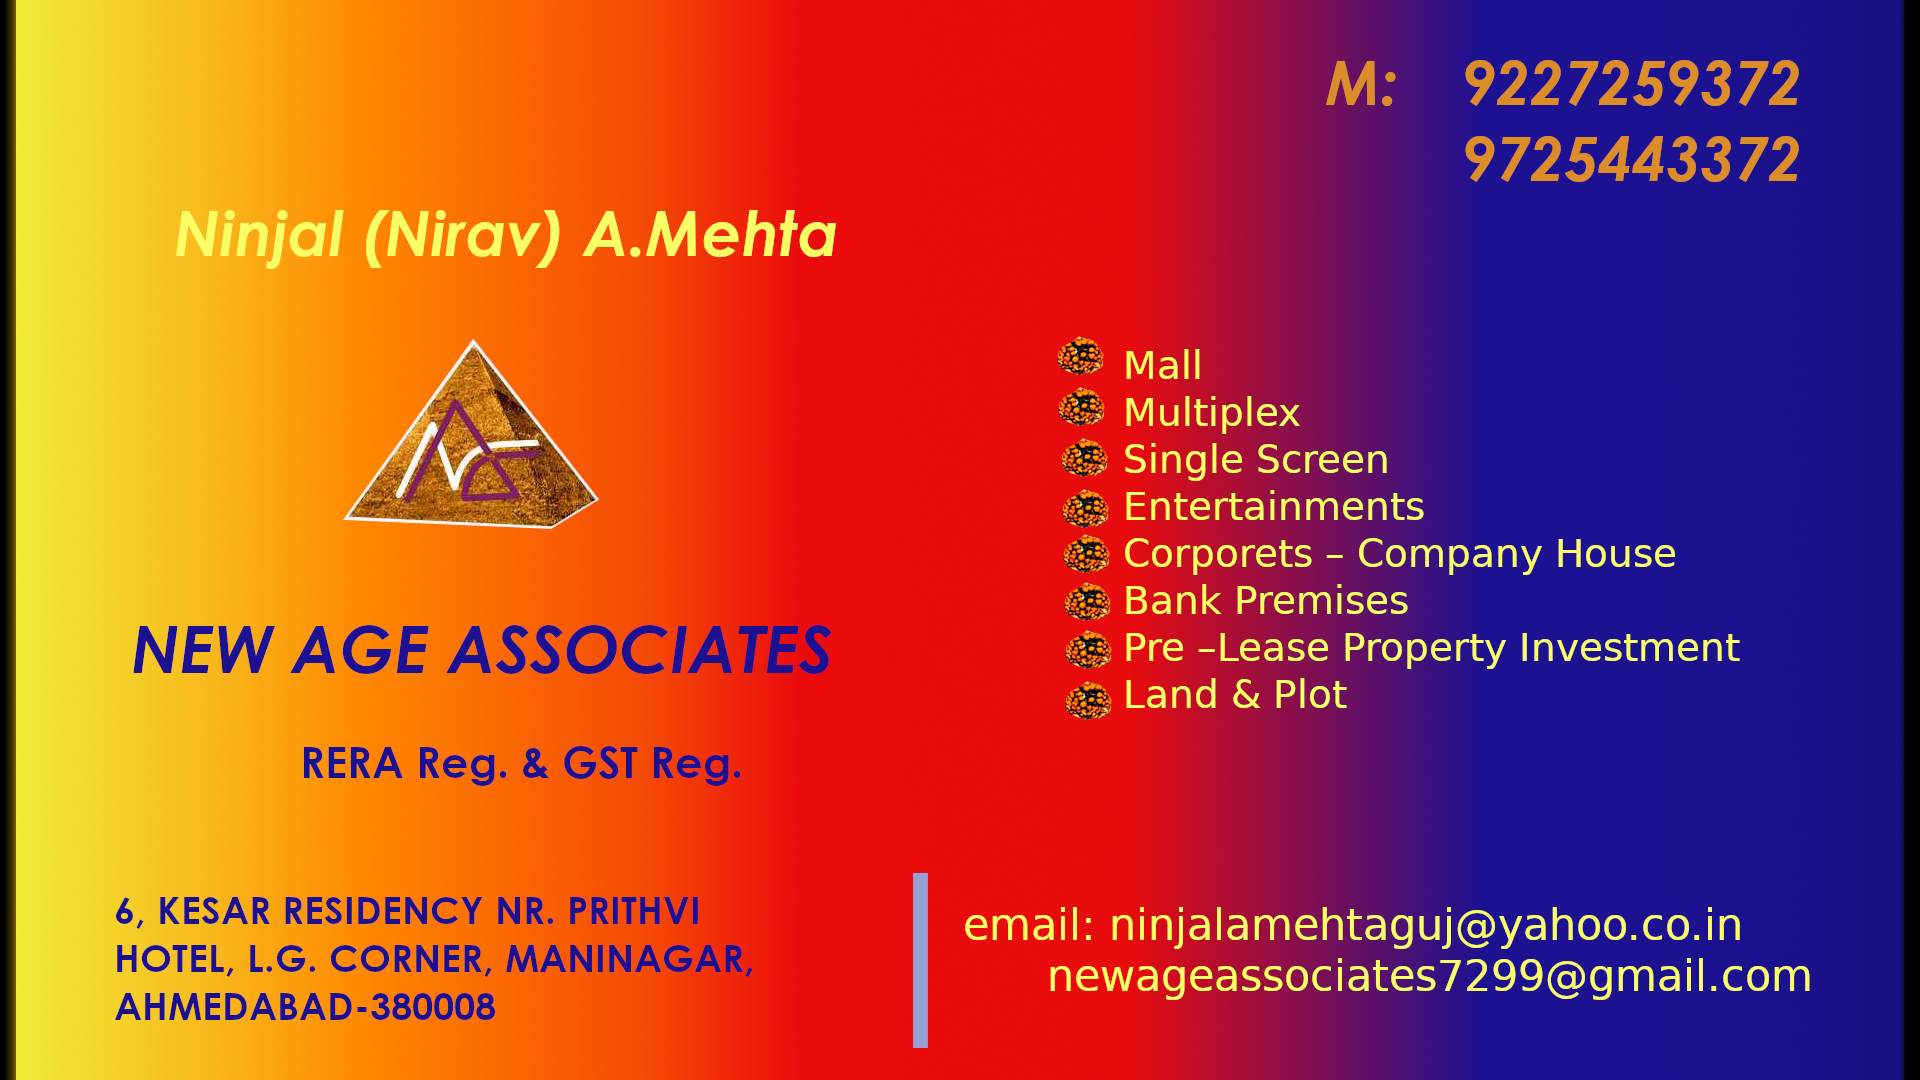 M: 9227259372
9725443372
Ninjal (Nirav) A.Mehta
NEW AGE ASSOCIATES
RERA Reg. & GST Reg.
6, KESAR RESIDENCY NR. PRITHVI
HOTEL, L.G. CORNER, MANINAGAR,
AHMEDABAD-380008
Mall
Multiplex
Single Screen
Entertainments
Corporets – Company House
Bank Premises
Pre –Lease Property Investment
Land & Plot
email: ninjalamehtaguj@yahoo.co.in
newageassociates7299@gmail.com